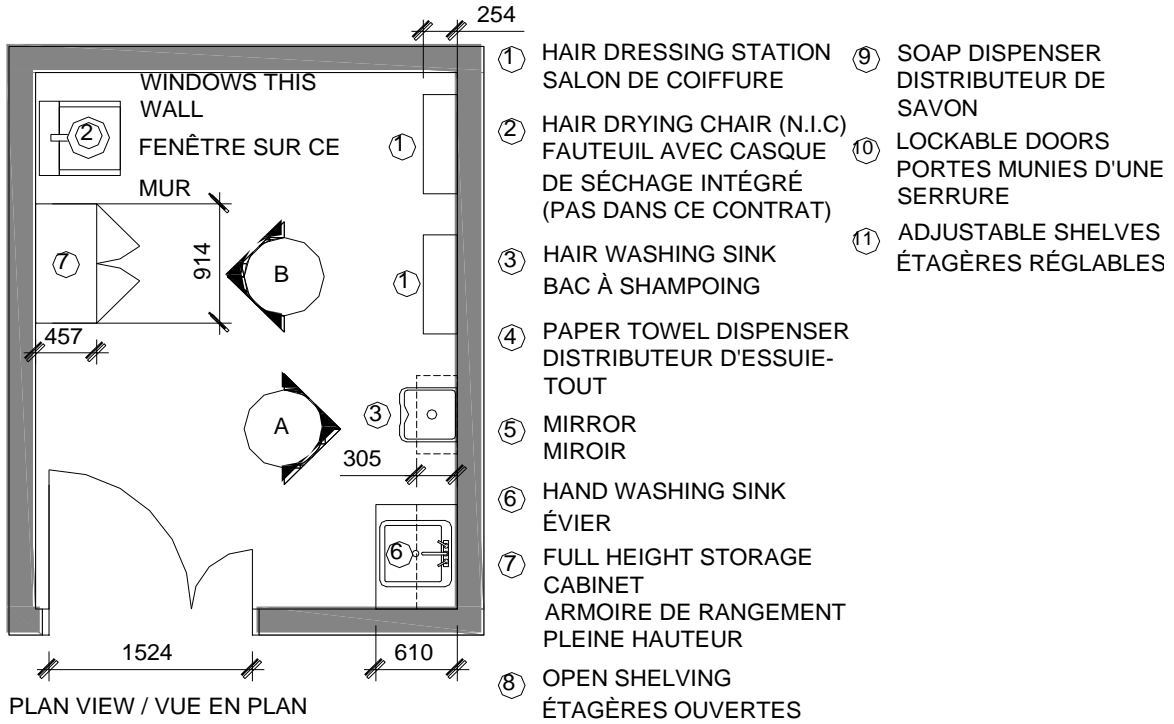 254
WINDOWS THIS
WALL
FENÊTRE SUR CE
MUR
2
1
7
914
B
1
457
A
3
305
6
1524
610
PLAN VIEW / VUE EN PLAN
1 HAIR DRESSING STATION
SALON DE COIFFURE
2 HAIR DRYING CHAIR (N.I.C)
FAUTEUIL AVEC CASQUE
DE SÉCHAGE INTÉGRÉ
(PAS DANS CE CONTRAT)
3 HAIR WASHING SINK
BAC À SHAMPOING
4 PAPER TOWEL DISPENSER
DISTRIBUTEUR D'ESSUIE-
TOUT
5 MIRROR
MIROIR
6 HAND WASHING SINK
ÉVIER
7 FULL HEIGHT STORAGE
CABINET
ARMOIRE DE RANGEMENT
PLEINE HAUTEUR
8 OPEN SHELVING
ÉTAGÈRES OUVERTES
9 SOAP DISPENSER
DISTRIBUTEUR DE
SAVON
10 LOCKABLE DOORS
PORTES MUNIES D'UNE
SERRURE
11 ADJUSTABLE SHELVES
ÉTAGÈRES RÉGLABLES